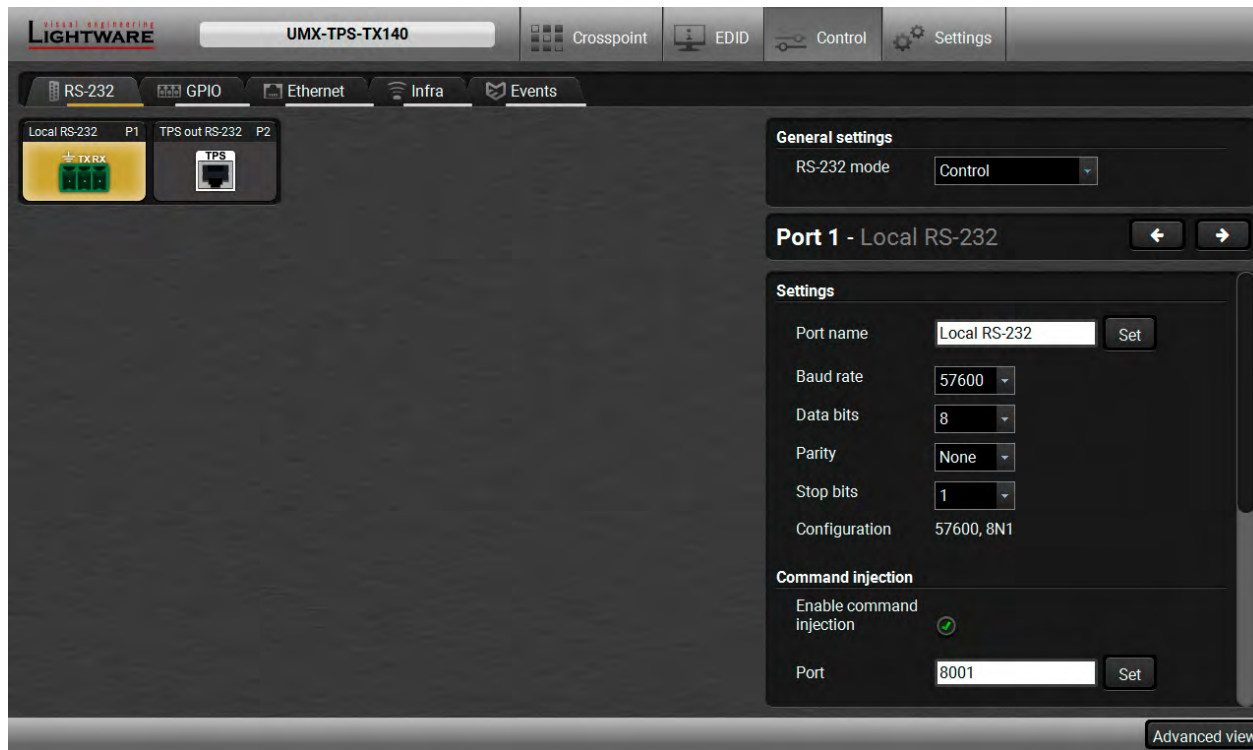 visual engineering
LIGHTWARE
UMX-TPS-TX140
Crosspoint
EDID
Control
Settings
RS-232
GPIO
Ethernet
Infra
Events
Local RS-232 P1
TX RX
TPS out RS-232 P2
TPS
General settings
RS-232 mode Control
Port 1 - Local RS-232
Settings
Port name Local RS-232 Set
Baud rate 57600
Data bits 8
Parity None
Stop bits 1
Configuration 57600, 8N1
Command injection
Enable command
injection
Port 8001 Set
Advanced view